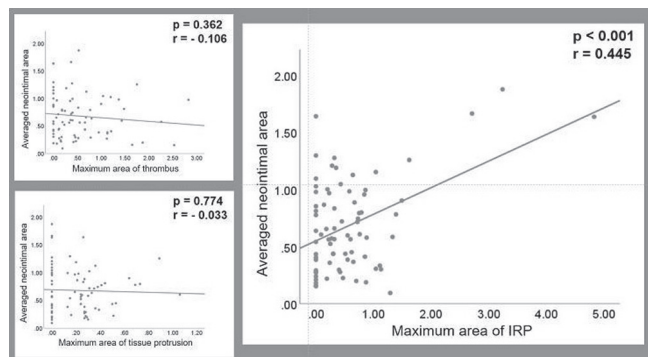 p = 0.362
r = - 0.106
Averaged neointimal area
2.00
1.50
1.00
.50
.00
.00 .50 1.00 1.50 2.00 2.50 3.00
Maximum area of thrombus
p = 0.774
r = - 0.033
Averaged neointimal area
2.00
1.50
1.00
.50
.00
.00 .20 .40 .60 .80 1.00 1.20
Maximum area of tissue protrusion
p < 0.001
r = 0.445
Averaged neointimal area
2.00
1.50
1.00
.50
.00
.00 1.00 2.00 3.00 4.00 5.00
Maximum area of IRP